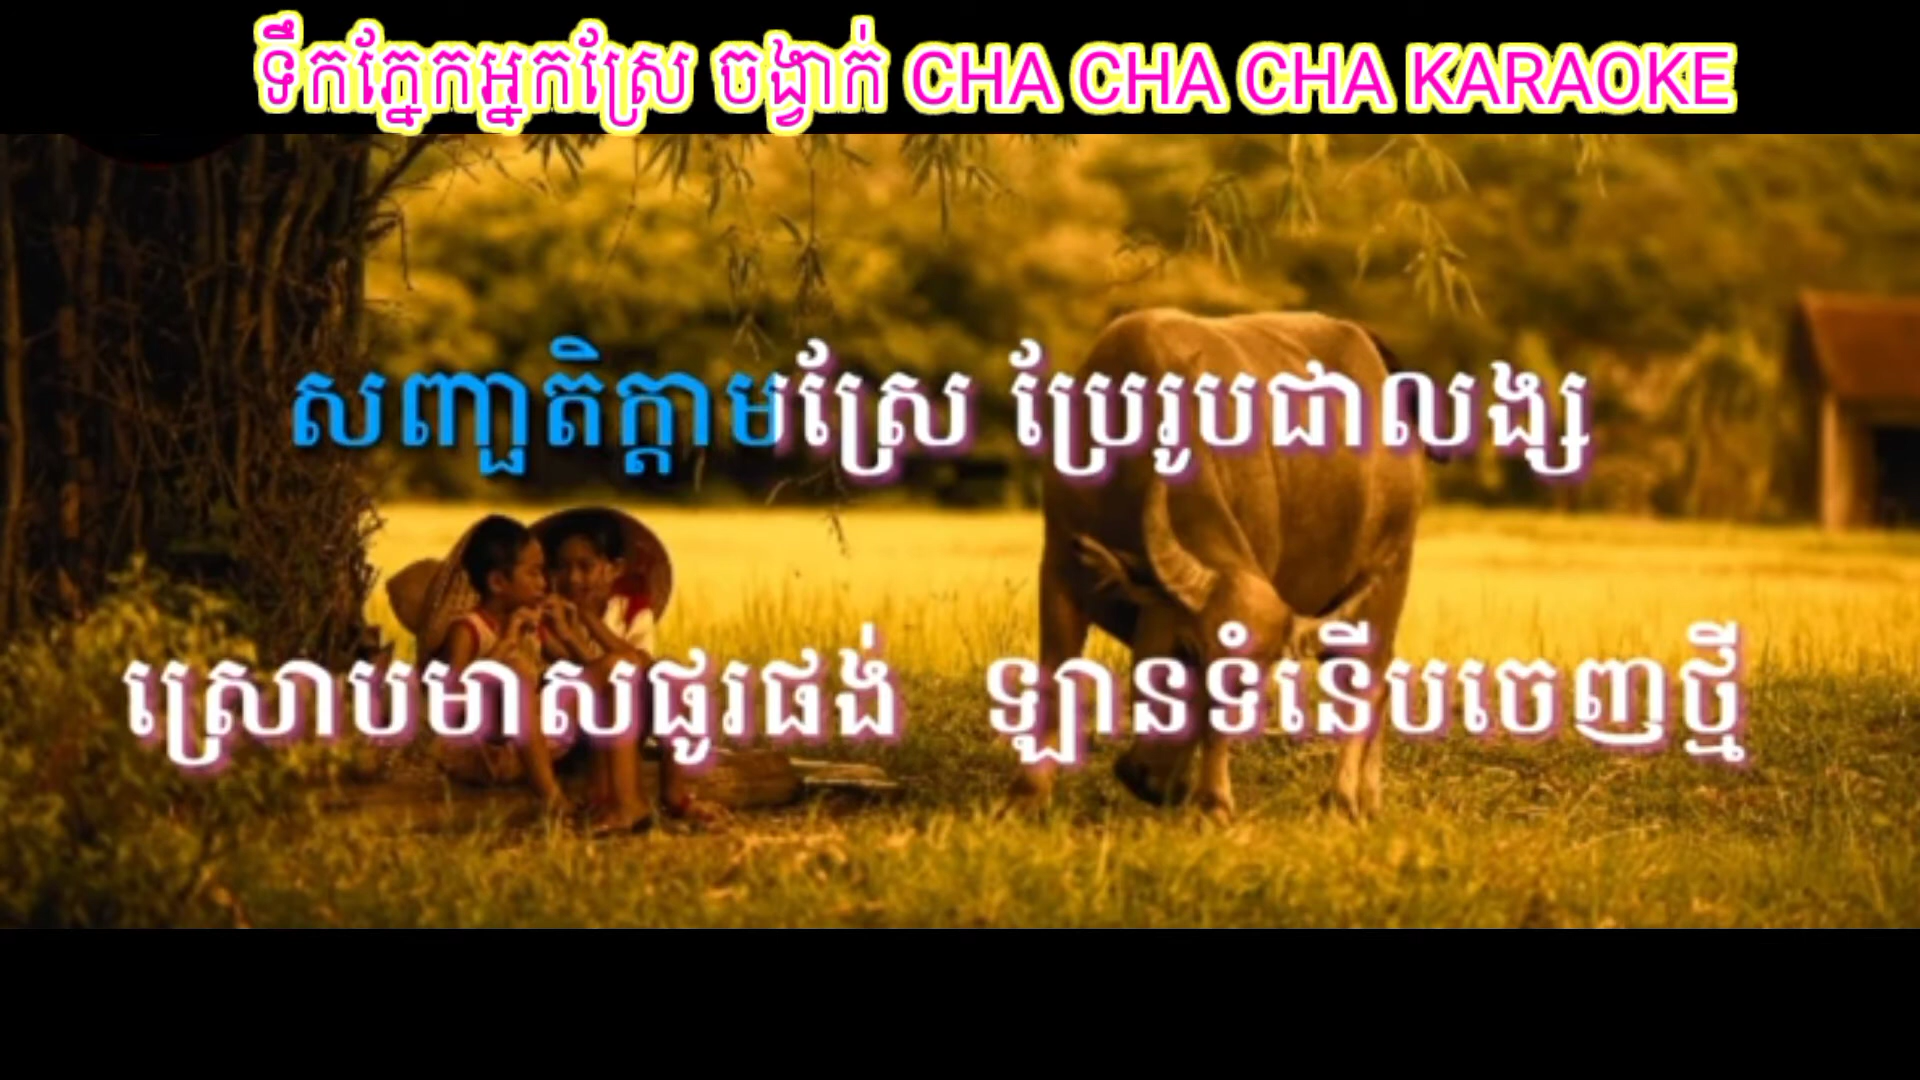 ទឹកភ្នែកអ្នកស្រែ ចង្វាក់ CHA CHA CHA KARAOKE
សញ្ជាតិក្ដាមស្រែ ប្រែរូបជាលង្ស
ស្រោបមាសផូរផង់ ឡានទំនើបចេញថ្មី